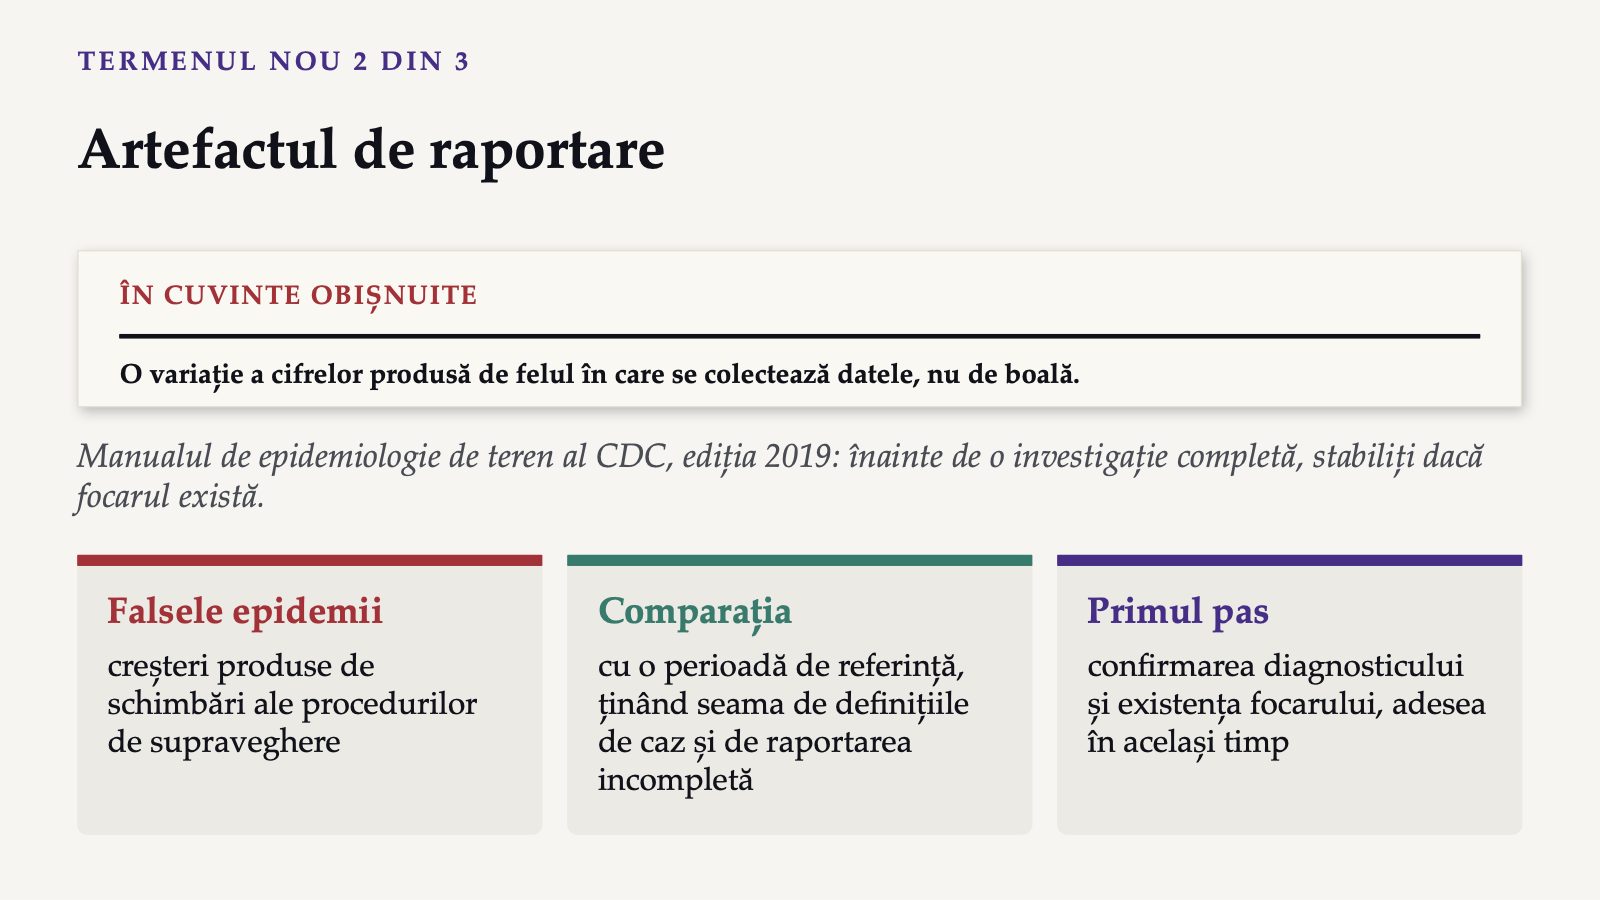 TERMENUL NOU 2 DIN 3
Artefactul de raportare
ÎN CUVINTE OBIȘNUITE
O variație a cifrelor produsă de felul în care se colectează datele, nu de boală.
Manualul de epidemiologie de teren al CDC, ediția 2019: înainte de o investigație completă, stabiliți dacă
focarul există.
Falsele epidemii
creșteri produse de
schimbări ale procedurilor
de supraveghere
Comparația
cu o perioadă de referință,
ținând seama de definițiile
de caz și de raportarea
incompletă
Primul pas
confirmarea diagnosticului
și existența focarului, adesea
în același timp